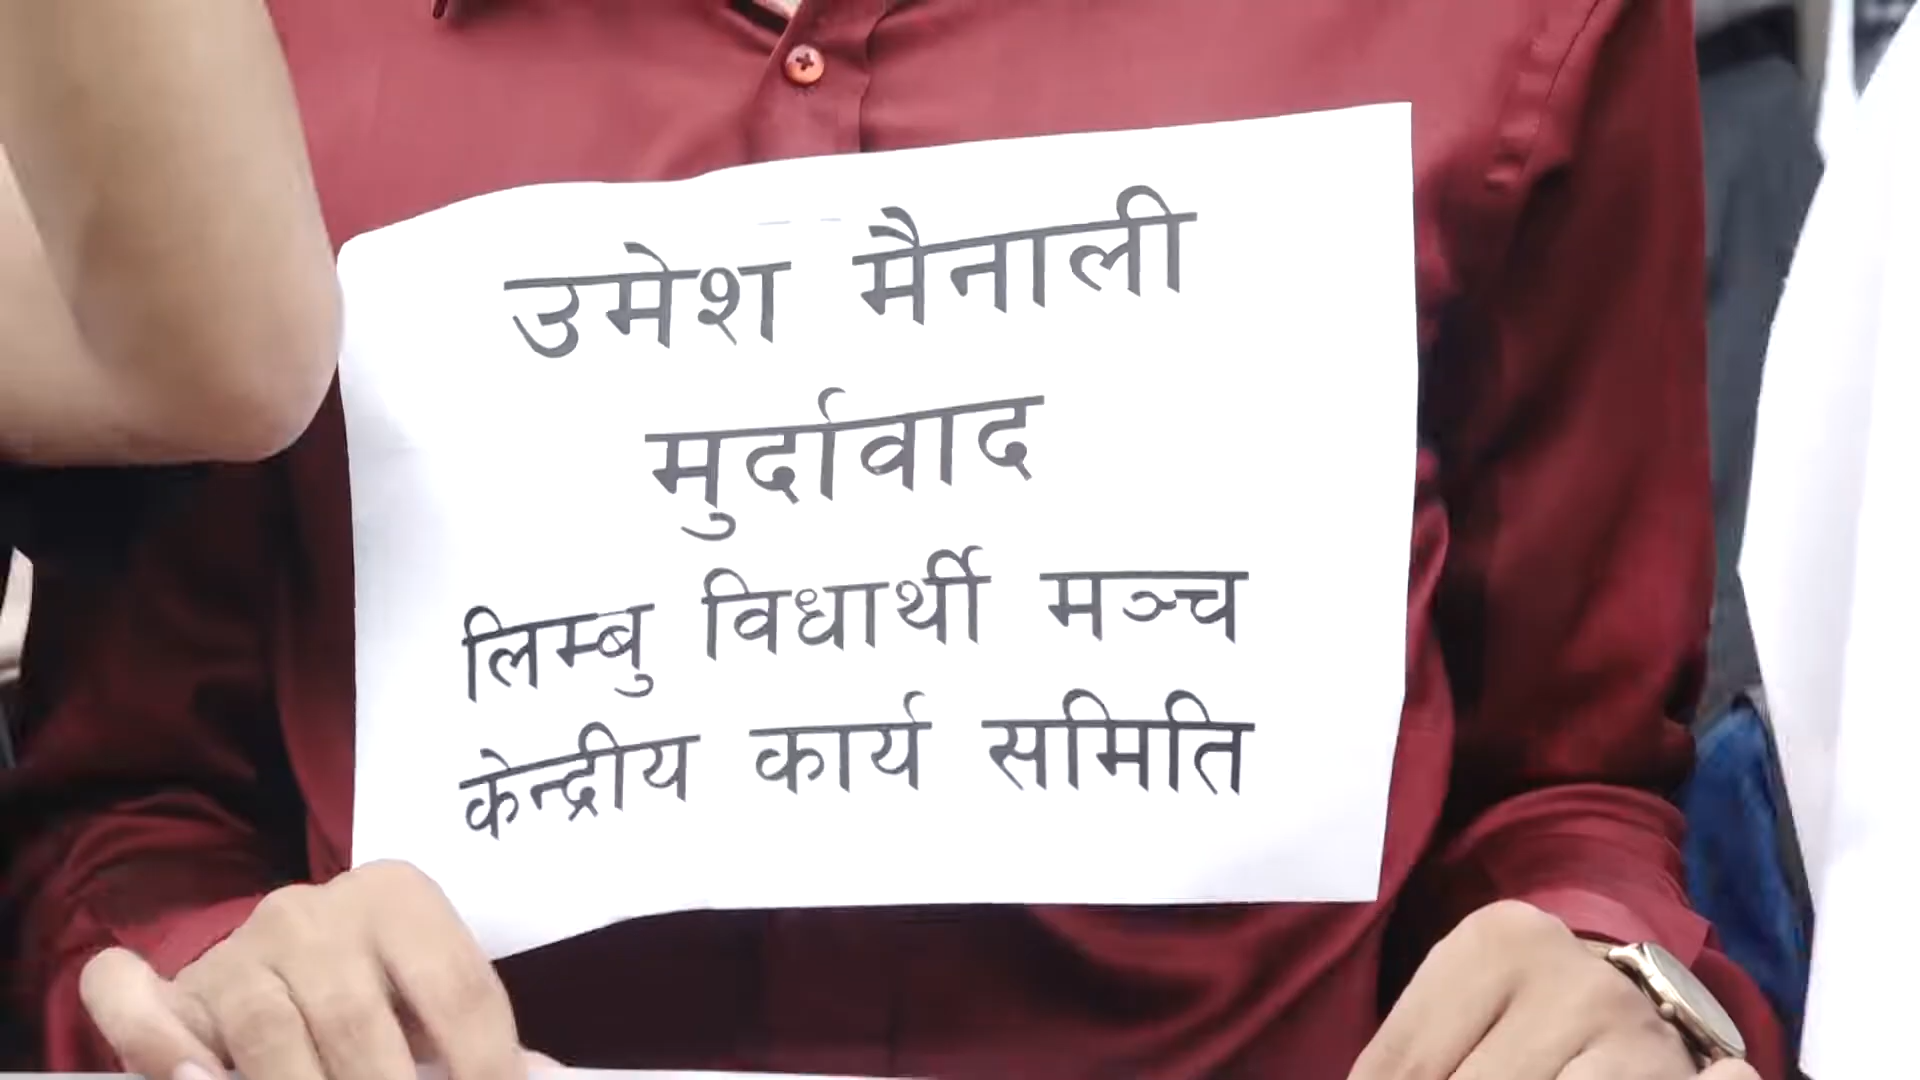 उमेश मैनाली
मुर्दावाद
लिम्बु विधार्थी मञ्च
केन्द्रीय कार्य समिति